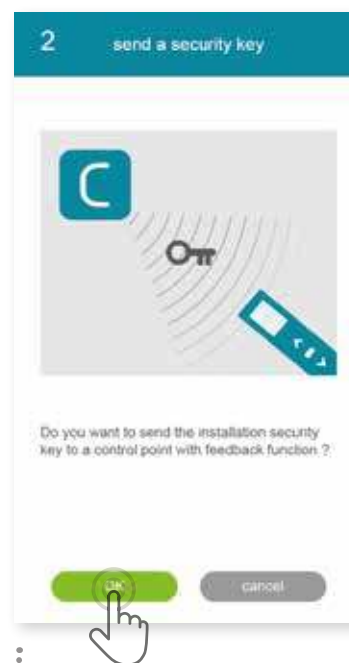 2 send a security key
Do you want to send the installation security
key to a control point with feedback function ?
OK cancel